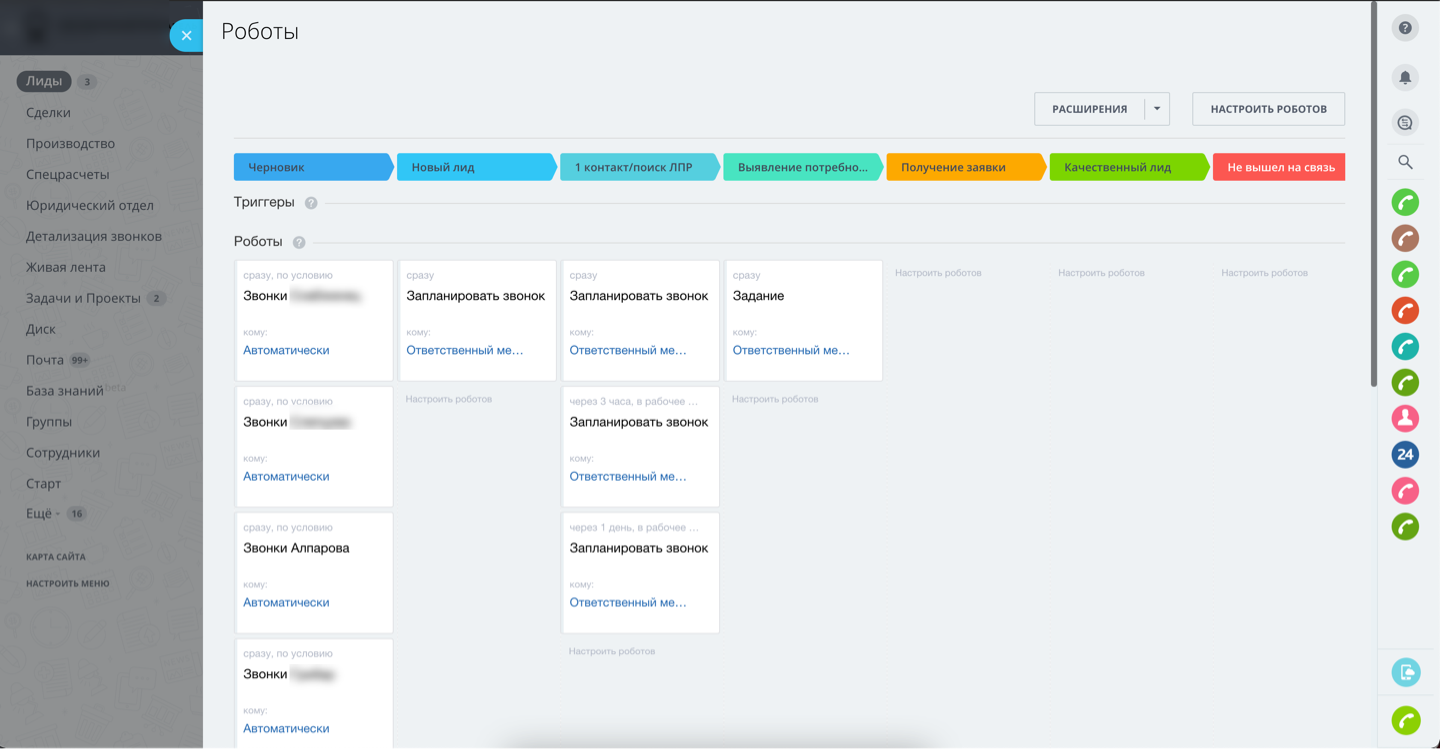 Роботы
Лиды 3
Сделки
Производство
Спецрасчеты
Юридический отдел
Детализация звонков
Живая лента
Задачи и Проекты 2
Диск
Почта 99+
База знаний beta
Группы
Сотрудники
Старт
Ещё - 16
КАРТА САЙТА
НАСТРОИТЬ МЕНЮ
РАСШИРЕНИЯ
НАСТРОИТЬ РОБОТОВ
Черновик
Новый лид
1 контакт/поиск ЛПР
Выявление потребно...
Получение заявки
Качественный лид
Не вышел на связь
Триггеры ?
Роботы ?
сразу, по условию
Звонки
кому:
Автоматически
сразу, по условию
Звонки
кому:
Автоматически
сразу, по условию
Звонки Алпарова
кому:
Автоматически
сразу, по условию
Звонки
кому:
Автоматически
сразу
Запланировать звонок
кому:
Ответственный ме...
Настроить роботов
сразу
Запланировать звонок
кому:
Ответственный ме...
через 3 часа, в рабочее ...
Запланировать звонок
кому:
Ответственный ме...
через 1 день, в рабочее ...
Запланировать звонок
кому:
Ответственный ме...
Настроить роботов
сразу
Задание
кому:
Ответственный ме...
Настроить роботов
Настроить роботов
Настроить роботов
Настроить роботов
?
24